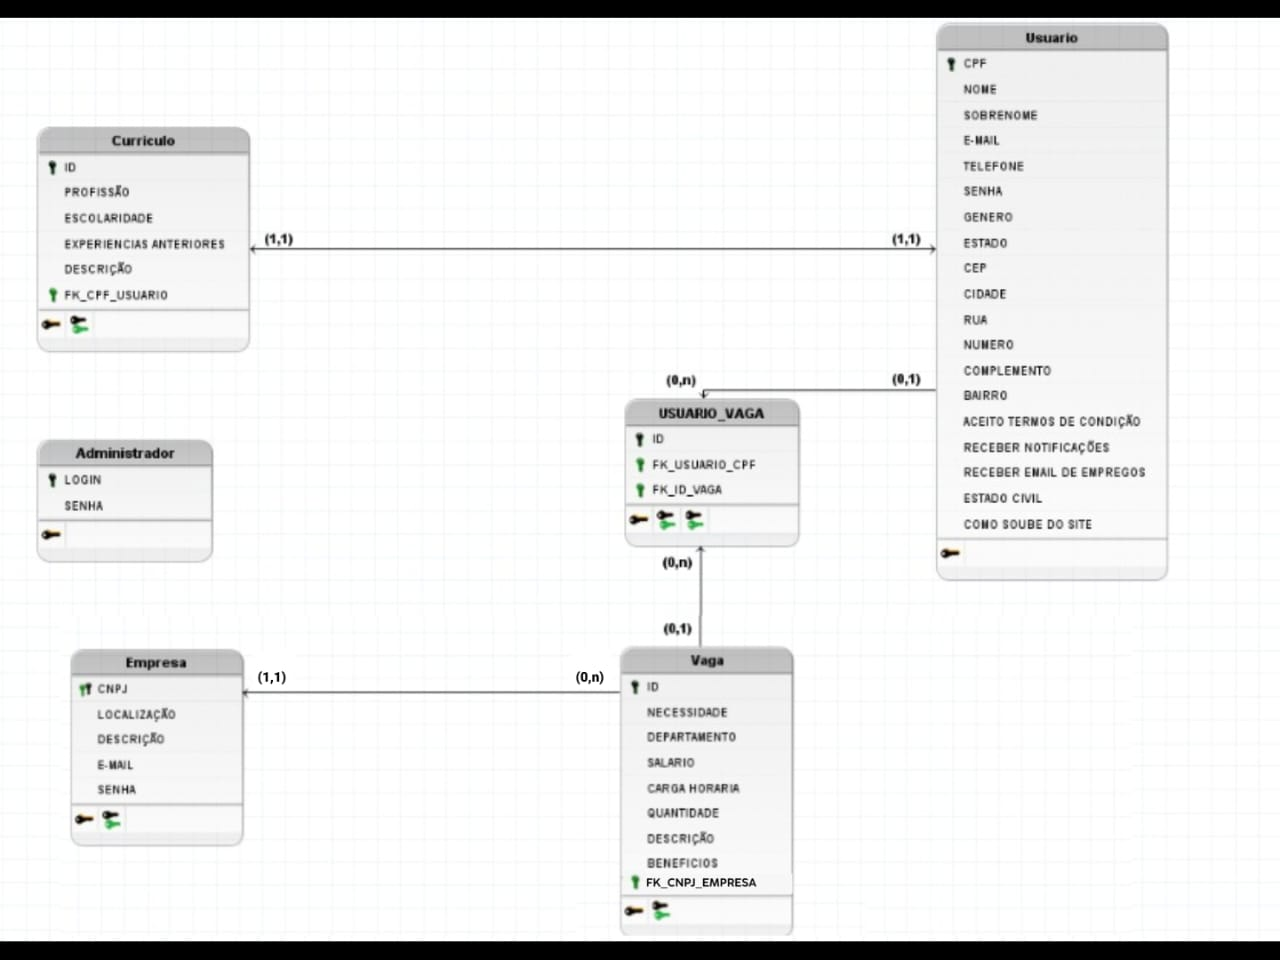 Usuario
CPF
NOME
SOBRENOME
E-MAIL
TELEFONE
SENHA
GENERO
ESTADO
CEP
CIDADE
RUA
NUMERO
COMPLEMENTO
BAIRRO
ACEITO TERMOS DE CONDIÇÃO
RECEBER NOTIFICAÇÕES
RECEBER EMAIL DE EMPREGOS
ESTADO CIVIL
COMO SOUBE DO SITE
Curriculo
ID
PROFISSÃO
ESCOLARIDADE
EXPERIENCIAS ANTERIORES
DESCRIÇÃO
FK_CPF_USUARIO
(1,1)
(1,1)
(0,n)
(0,1)
USUARIO_VAGA
ID
FK_USUARIO_CPF
FK_ID_VAGA
(0,n)
(0,1)
Administrador
LOGIN
SENHA
Empresa
CNPJ
LOCALIZAÇÃO
DESCRIÇÃO
E-MAIL
SENHA
(1,1)
(0,n)
Vaga
ID
NECESSIDADE
DEPARTAMENTO
SALARIO
CARGA HORARIA
QUANTIDADE
DESCRIÇÃO
BENEFICIOS
FK_CNPJ_EMPRESA